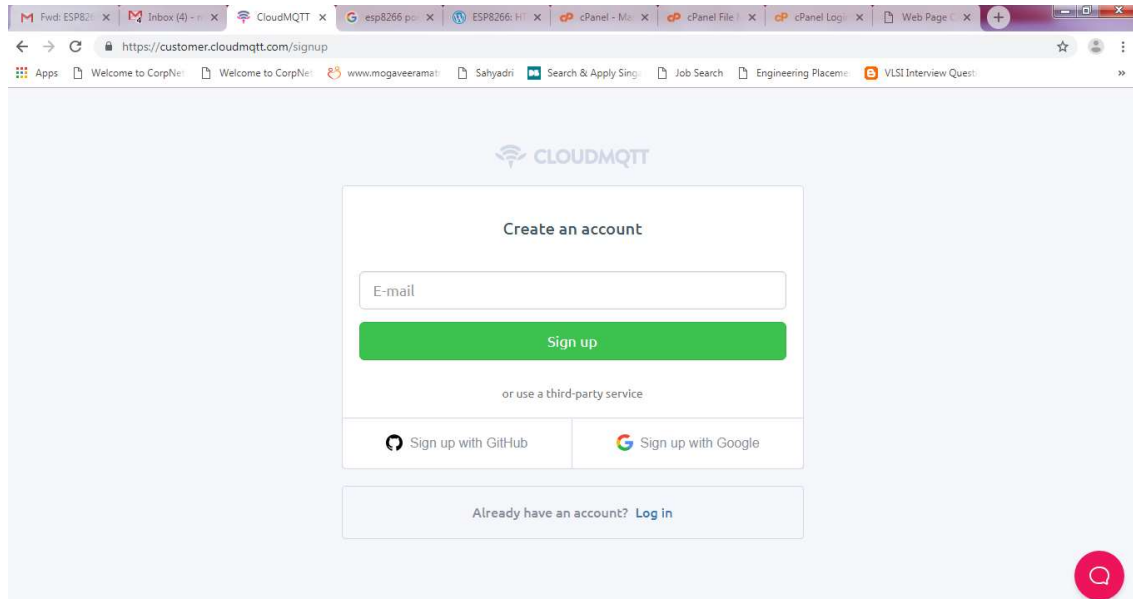 Fwd: ESP82
Inbox (4) - n
CloudMQTT
esp8266 po
ESP8266: HT
cPanel - Ma
cPanel File
cPanel Login
Web Page C
https://customer.cloudmqtt.com/signup
Apps
Welcome to CorpNet
Welcome to CorpNet
www.mogaveeramat
Sahyadri
Search & Apply Sing
Job Search
Engineering Placeme
VLSI Interview Quest
CLOUDMQTT
Create an account
E-mail
Sign up
or use a third-party service
Sign up with GitHub
Sign up with Google
Already have an account? Log in